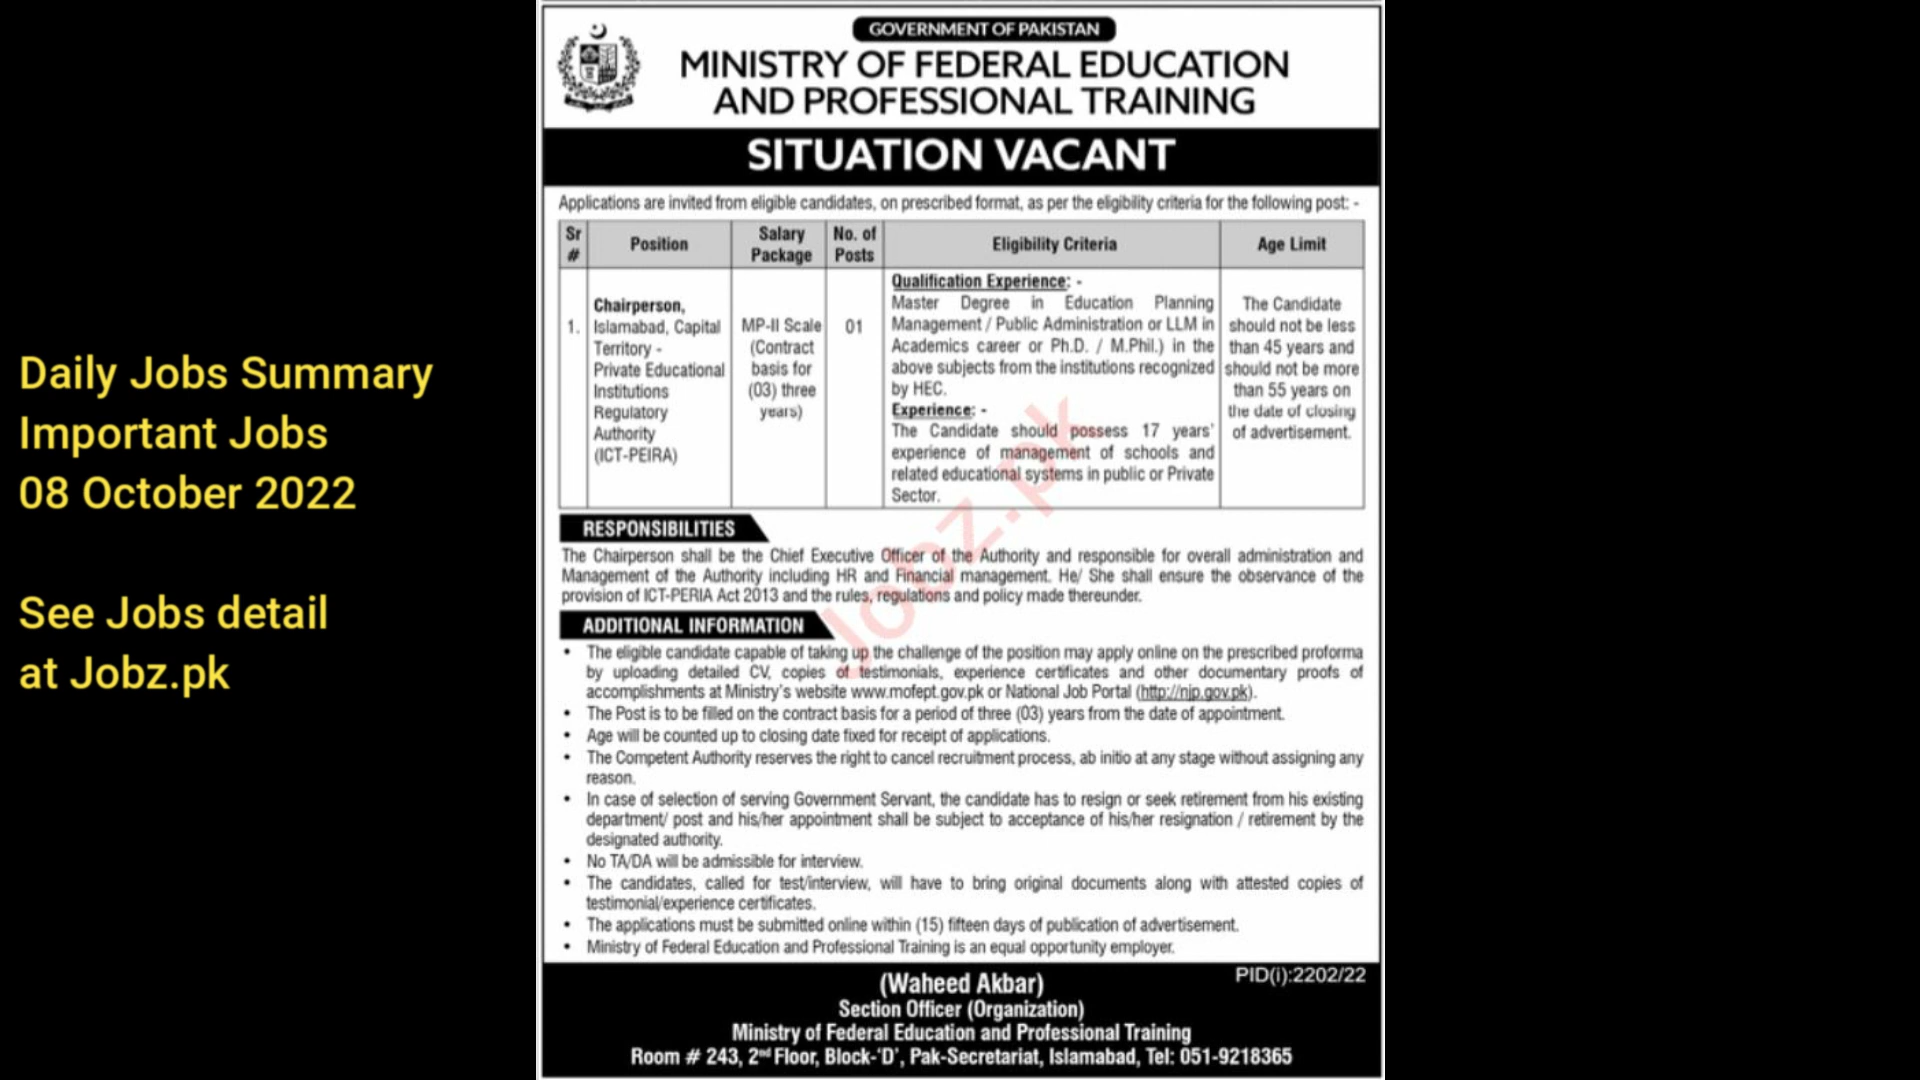 Daily Jobs Summary
Important Jobs
08 October 2022
See Jobs detail
at Jobz.pk
GOVERNMENT OF PAKISTAN
MINISTRY OF FEDERAL EDUCATION
AND PROFESSIONAL TRAINING
SITUATION VACANT
Applications are invited from eligible candidates, on prescribed format, as per the eligibility criteria for the following post: -
Sr
#
Position
Salary
Package
No. of
Posts
Eligibility Criteria
Age Limit
1.
Chairperson,
Islamabad, Capital
Territory -
Private Educational
Institutions
Regulatory
Authority
(ICT-PEIRA)
MP-II Scale
(Contract
basis for
(03) three
years)
01
Qualification Experience: -
Master Degree in Education Planning
Management / Public Administration or LLM in
Academics career or Ph.D. / M.Phil.) in the
above subjects from the institutions recognized
by HEC.
Experience: -
The Candidate should possess 17 years'
experience of management of schools and
related educational systems in public or Private
Sector.
The Candidate
should not be less
than 45 years and
should not be more
than 55 years on
the date of closing
of advertisement.
RESPONSIBILITIES
The Chairperson shall be the Chief Executive Officer of the Authority and responsible for overall administration and
Management of the Authority including HR and Financial management. He/ She shall ensure the observance of the
provision of ICT-PERIA Act 2013 and the rules, regulations and policy made thereunder.
ADDITIONAL INFORMATION
• The eligible candidate capable of taking up the challenge of the position may apply online on the prescribed proforma
by uploading detailed CV, copies of testimonials, experience certificates and other documentary proofs of
accomplishments at Ministry's website www.mofept.gov.pk or National Job Portal (http://njp.gov.pk).
• The Post is to be filled on the contract basis for a period of three (03) years from the date of appointment.
• Age will be counted up to closing date fixed for receipt of applications.
• The Competent Authority reserves the right to cancel recruitment process, ab initio at any stage without assigning any
reason.
• In case of selection of serving Government Servant, the candidate has to resign or seek retirement from his existing
department/ post and his/her appointment shall be subject to acceptance of his/her resignation / retirement by the
designated authority.
• No TA/DA will be admissible for interview.
• The candidates, called for test/interview, will have to bring original documents along with attested copies of
testimonial/experience certificates.
• The applications must be submitted online within (15) fifteen days of publication of advertisement.
• Ministry of Federal Education and Professional Training is an equal opportunity employer.
Jobz.pk
PID(i):2202/22
(Waheed Akbar)
Section Officer (Organization)
Ministry of Federal Education and Professional Training
Room # 243, 2nd Floor, Block-'D', Pak-Secretariat, Islamabad, Tel: 051-9218365